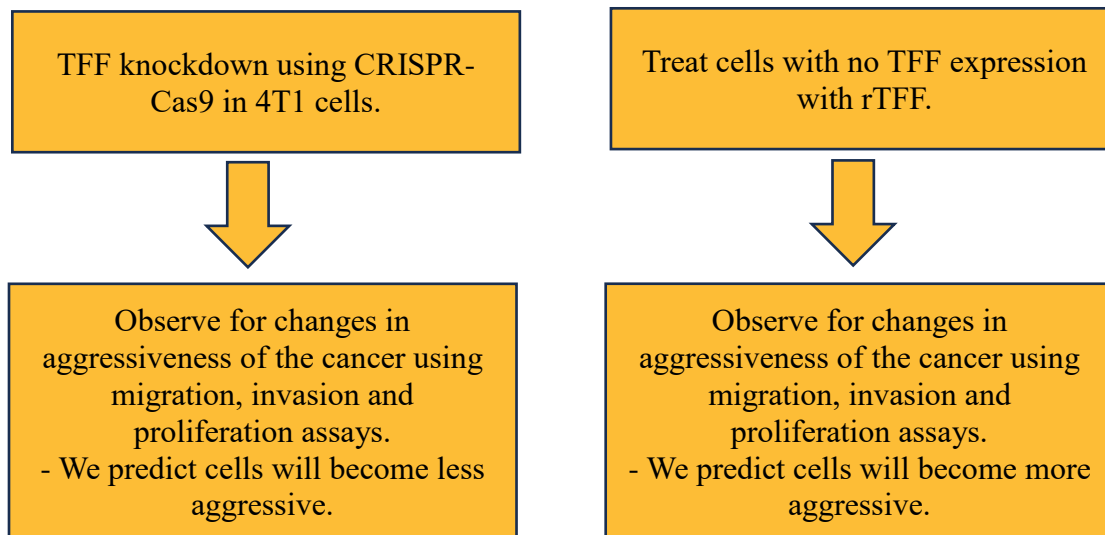 TFF knockdown using CRISPR-
Cas9 in 4T1 cells.
Treat cells with no TFF expression
with rTFF.
Observe for changes in
aggressiveness of the cancer using
migration, invasion and
proliferation assays.
- We predict cells will become less
aggressive.
Observe for changes in
aggressiveness of the cancer using
migration, invasion and
proliferation assays.
- We predict cells will become more
aggressive.